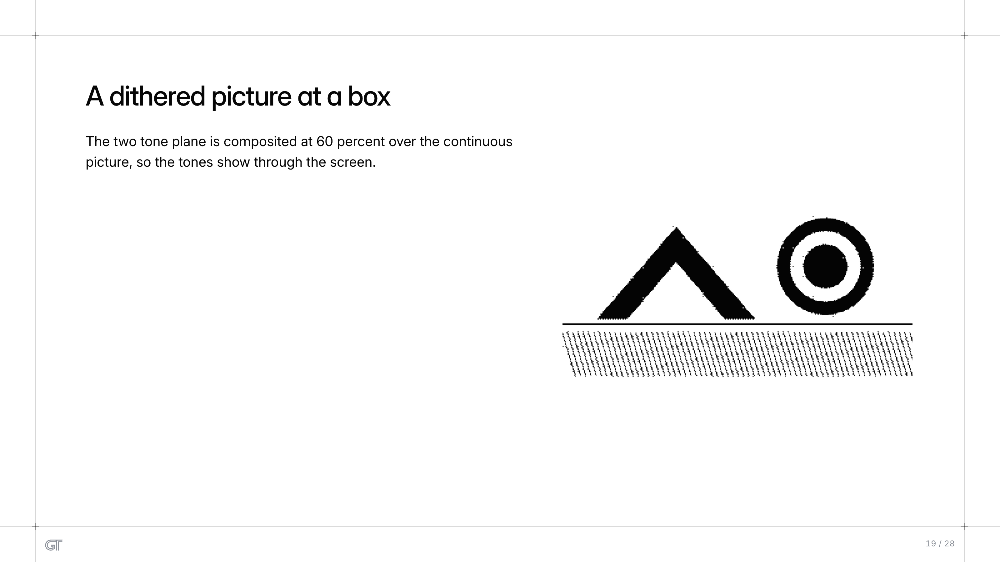 A dithered picture at a box
The two tone plane is composited at 60 percent over the continuous
picture, so the tones show through the screen.
GT
19 / 28